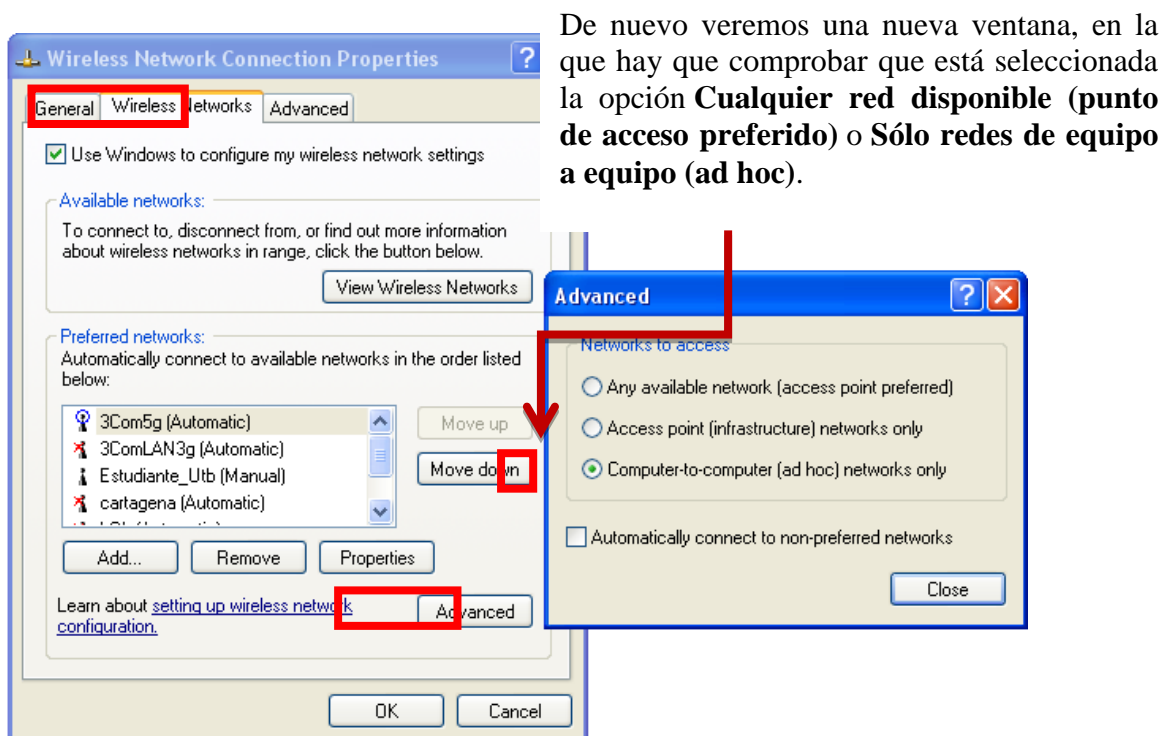 De nuevo veremos una nueva ventana, en la
que hay que comprobar que está seleccionada
la opción Cualquier red disponible (punto
de acceso preferido) o Sólo redes de equipo
a equipo (ad hoc).
Wireless Network Connection Properties
General
Wireless Networks
Advanced
Use Windows to configure my wireless network settings
Available networks:
To connect to, disconnect from, or find out more information
about wireless networks in range, click the button below.
View Wireless Networks
Preferred networks:
Automatically connect to available networks in the order listed
below:
3Com5g (Automatic)
3ComLAN3g (Automatic)
Estudiante_Utb (Manual)
cartagena (Automatic)
Move up
Move down
Add...
Remove
Properties
Learn about setting up wireless network
configuration.
Advanced
OK
Cancel
Advanced
Networks to access
Any available network (access point preferred)
Access point (infrastructure) networks only
Computer-to-computer (ad hoc) networks only
Automatically connect to non-preferred networks
Close